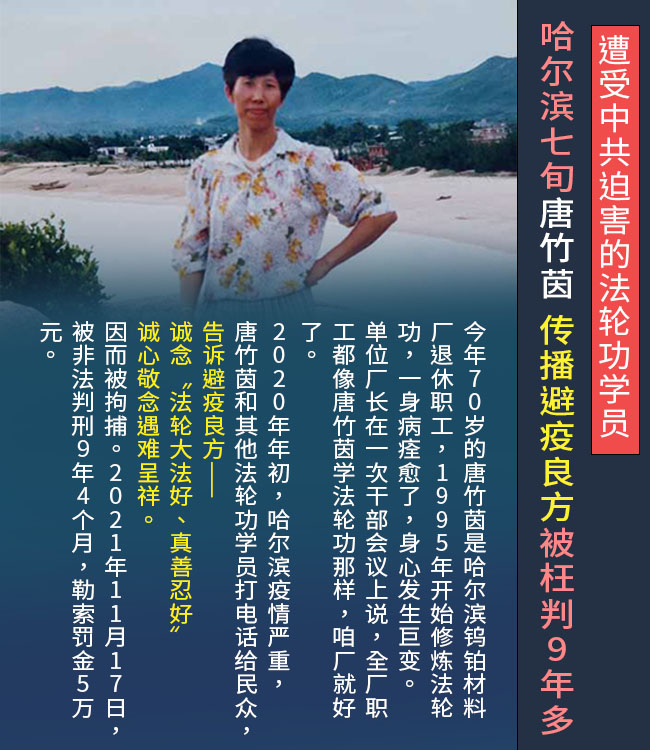 遭受中共迫害的法轮功学员
哈尔滨七旬唐竹茵 传播避疫良方被枉判9年多
今年70岁的唐竹茵是哈尔滨钨铂材料
厂退休职工，1995年开始修炼法轮
功，一身病痊愈了，身心发生巨变。
单位厂长在一次干部会议上说，全厂职
工都像唐竹茵学法轮功那样，咱厂就好
了。
2020年年初，哈尔滨疫情严重，
唐竹茵和其他法轮功学员打电话给民众，
告诉避疫良方——
诚念〝法轮大法好、真善忍好〞
诚心敬念遇难呈祥。
因而被拘捕。2021年11月17日，
被非法判刑9年4个月，勒索罚金5万
元。